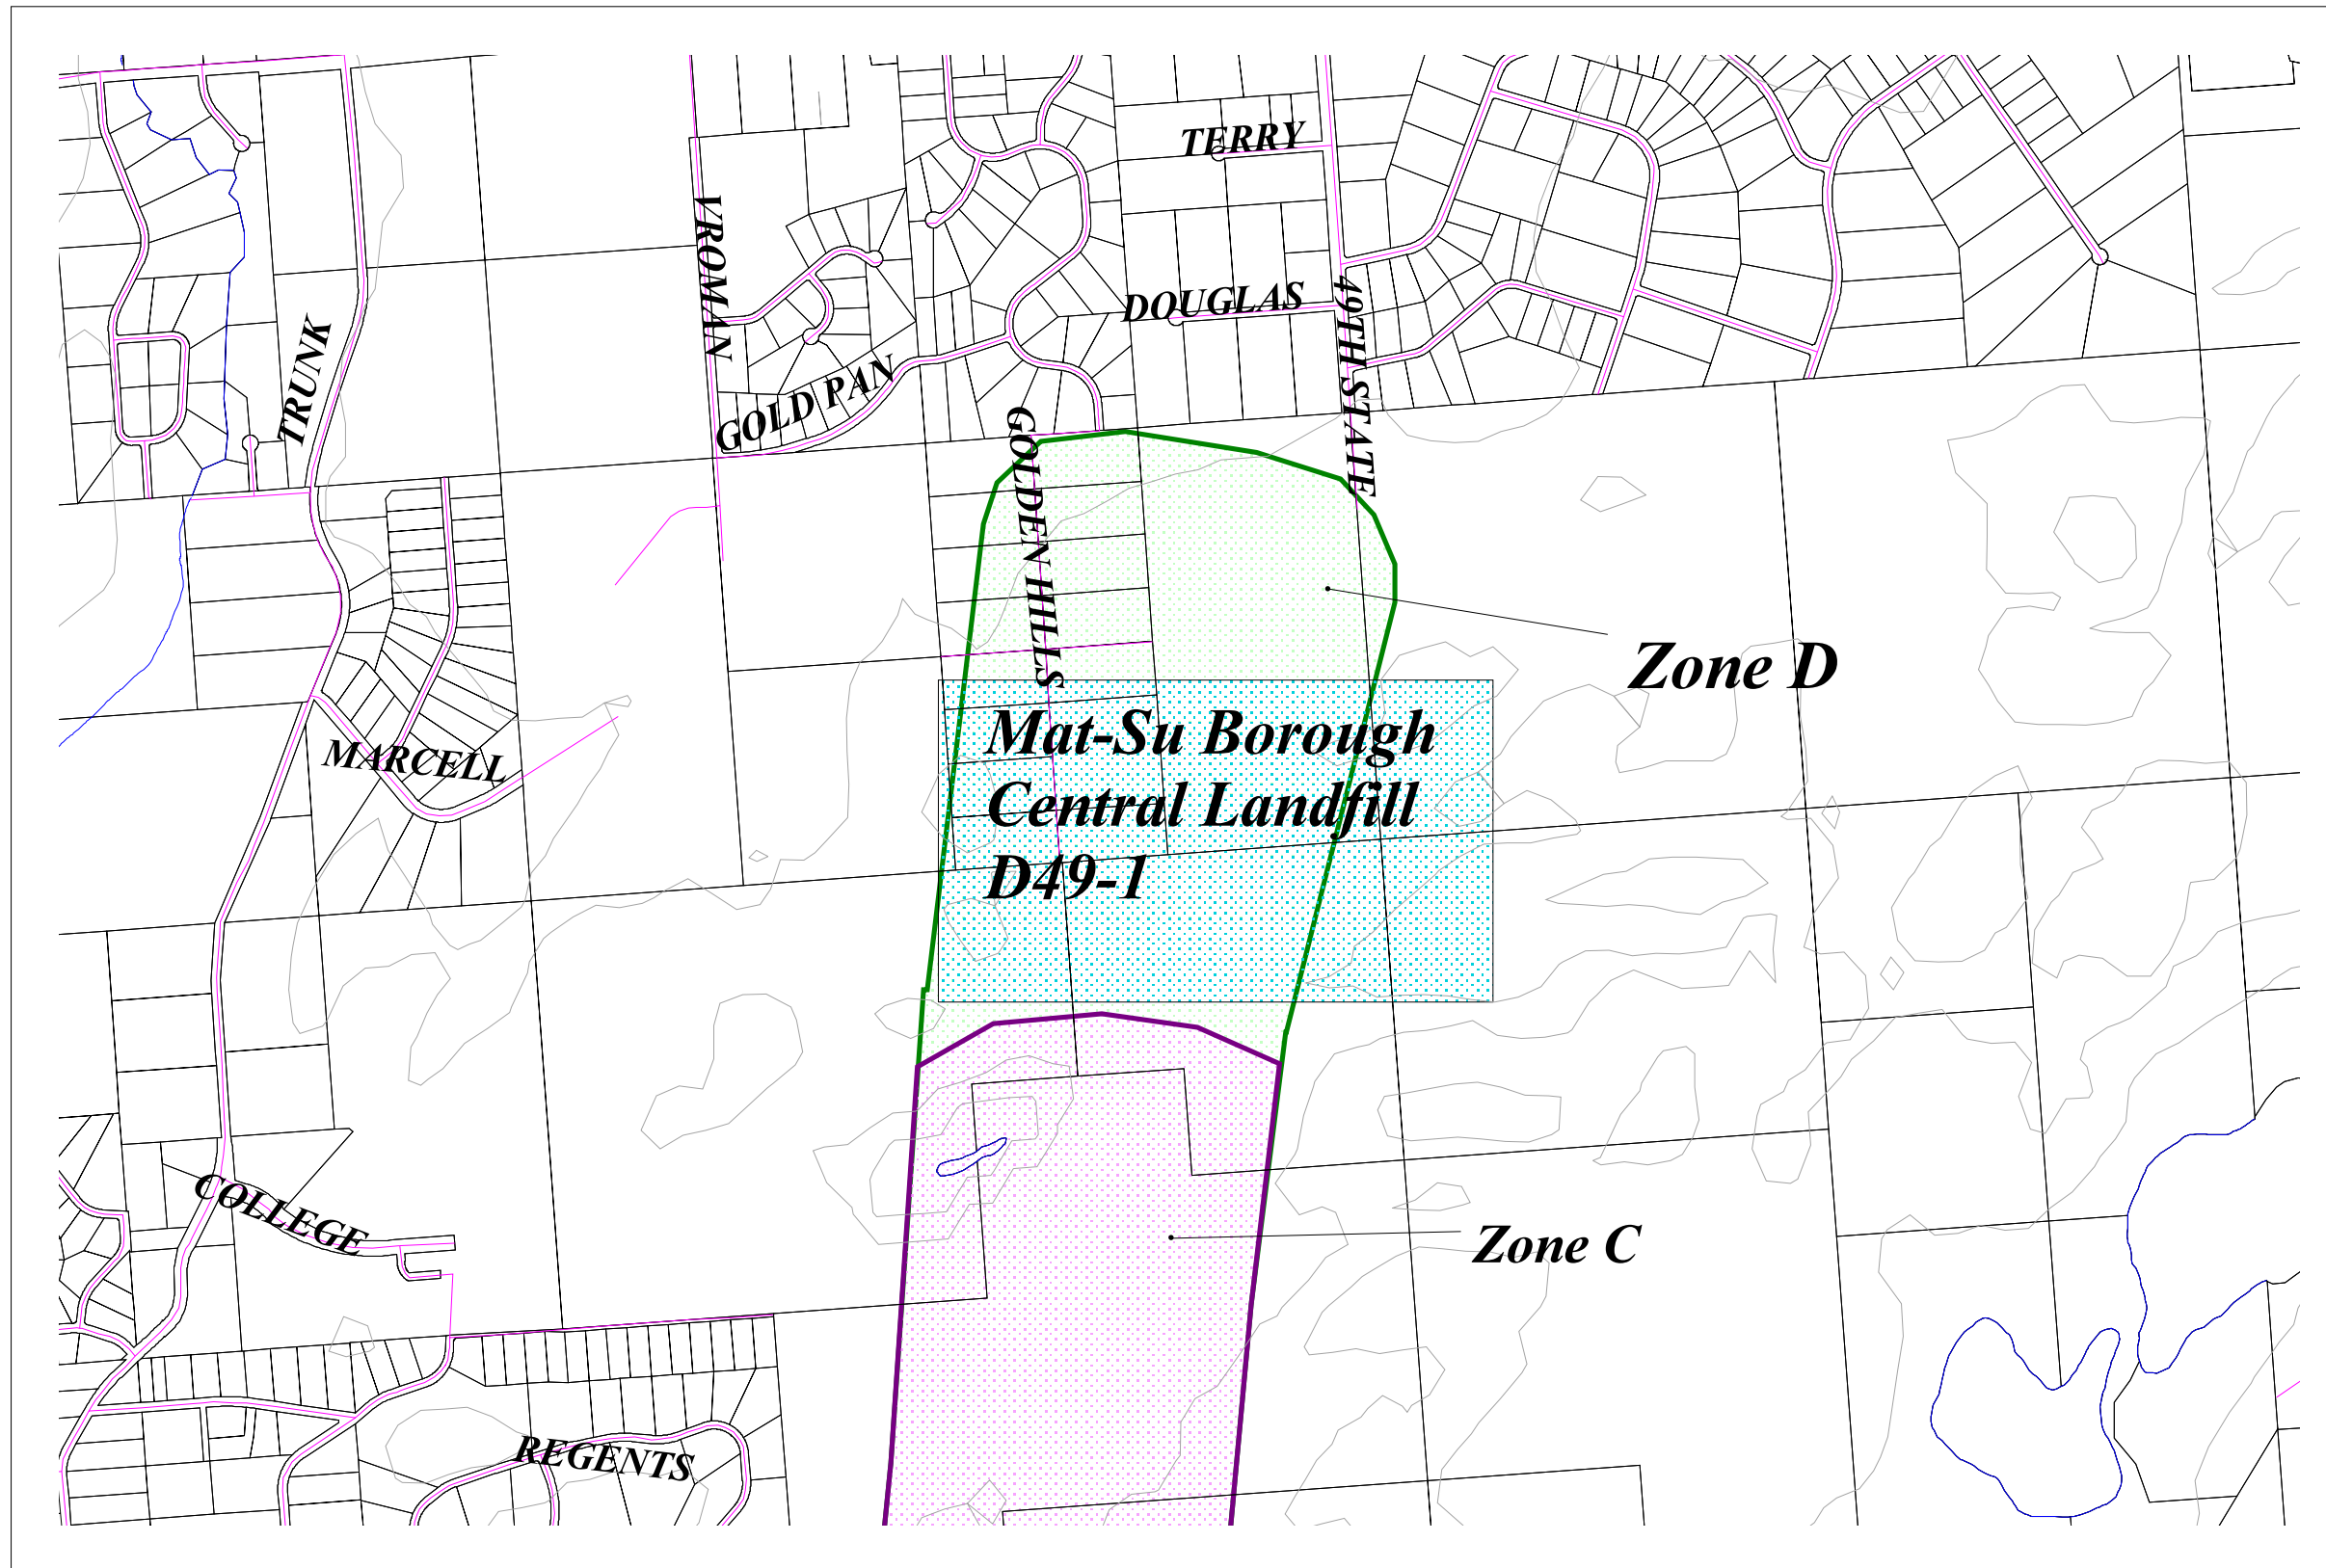 TERRY
VROMAN
DOUGLAS
49TH STATE
TRUNK
GOLD PAN
GOLDEN HILLS
Zone D
Mat-Su Borough
Central Landfill
D49-1
MARCELL
COLLEGE
Zone C
REGENTS